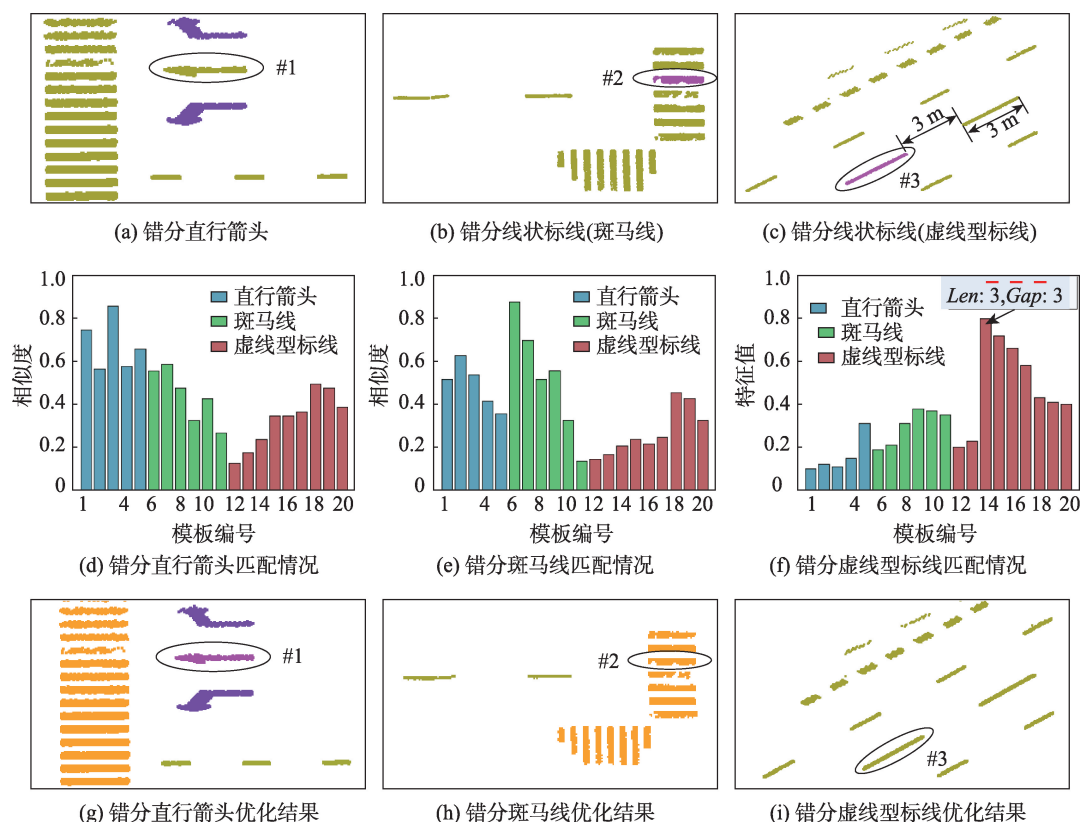 #1
#2
3 m
3 m
#3
(a) 错分直行箭头
(b) 错分线状标线(斑马线)
(c) 错分线状标线(虚线型标线)
1.0
0.8
0.6
0.4
0.2
0
相似度
直行箭头
斑马线
虚线型标线
1 4 6 8 10 12 14 16 18 20
模板编号
(d) 错分直行箭头匹配情况
1.0
0.8
0.6
0.4
0.2
0
相似度
直行箭头
斑马线
虚线型标线
1 4 6 8 10 12 14 16 18 20
模板编号
(e) 错分斑马线匹配情况
1.0
0.8
0.6
0.4
0.2
0
特征值
Len: 3,Gap: 3
直行箭头
斑马线
虚线型标线
1 4 6 8 10 12 14 16 18 20
模板编号
(f) 错分虚线型标线匹配情况
#1
#2
#3
(g) 错分直行箭头优化结果
(h) 错分斑马线优化结果
(i) 错分虚线型标线优化结果